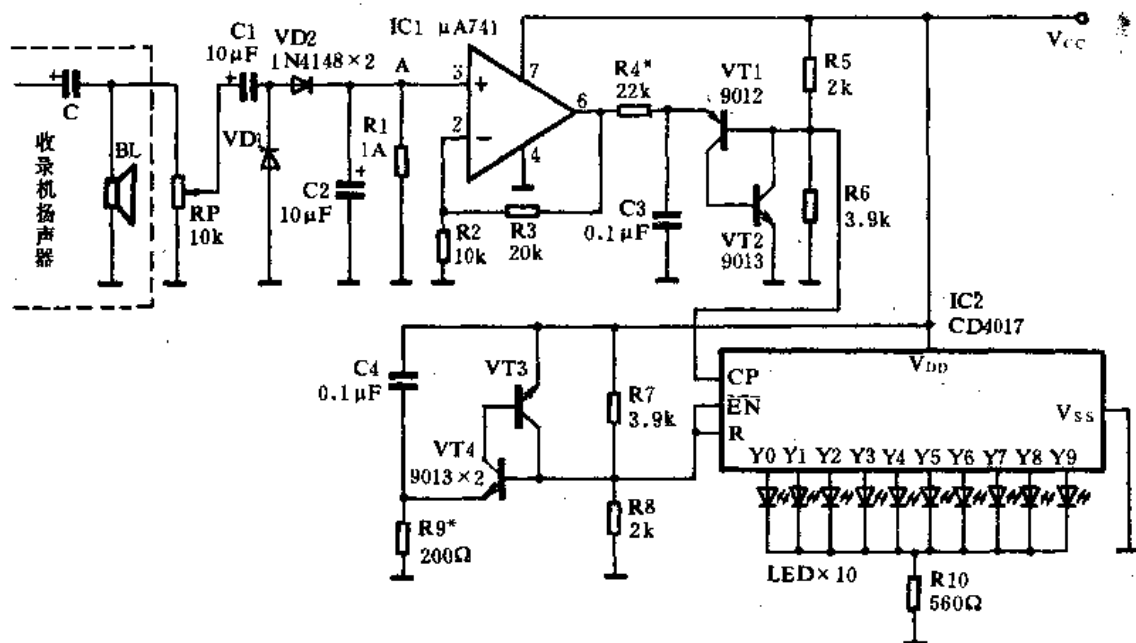 C1
10μF
VD2
1N4148×2
IC1 μA741
VCC
C
收录机扬声器
BL
RP
10k
VD1
C2
10μF
A
R1
1A
3
+
2
−
7
6
4
R2
10k
R3
20k
R4*
22k
C3
0.1μF
VT1
9012
VT2
9013
R5
2k
R6
3.9k
IC2
CD4017
VDD
CP
EN
R
VSS
Y0 Y1 Y2 Y3 Y4 Y5 Y6 Y7 Y8 Y9
C4
0.1μF
VT3
VT4
9013×2
R7
3.9k
R8
2k
R9*
200Ω
LED×10
R10
560Ω